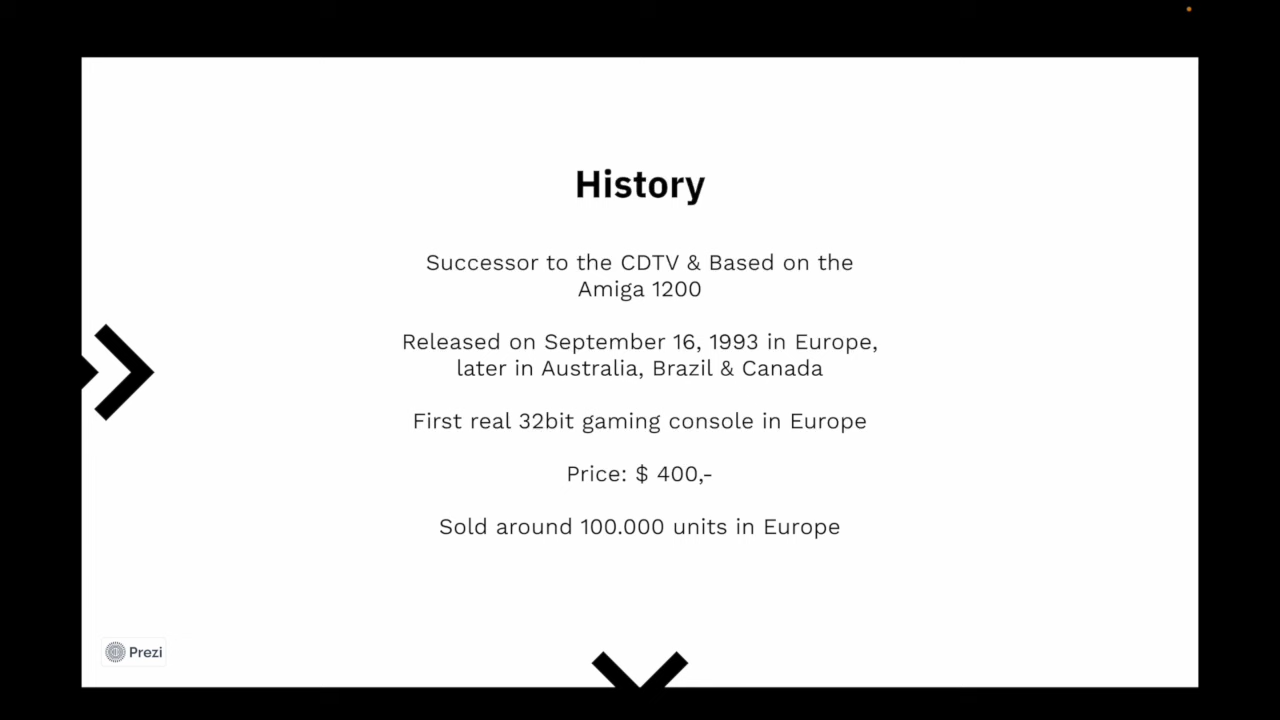 History
Successor to the CDTV & Based on the
Amiga 1200
Released on September 16, 1993 in Europe,
later in Australia, Brazil & Canada
First real 32bit gaming console in Europe
Price: $ 400,-
Sold around 100.000 units in Europe
Prezi